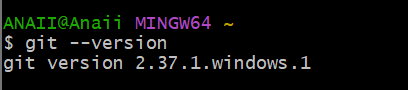 ANAII@Anaii MINGW64 ~
$ git --version
git version 2.37.1.windows.1